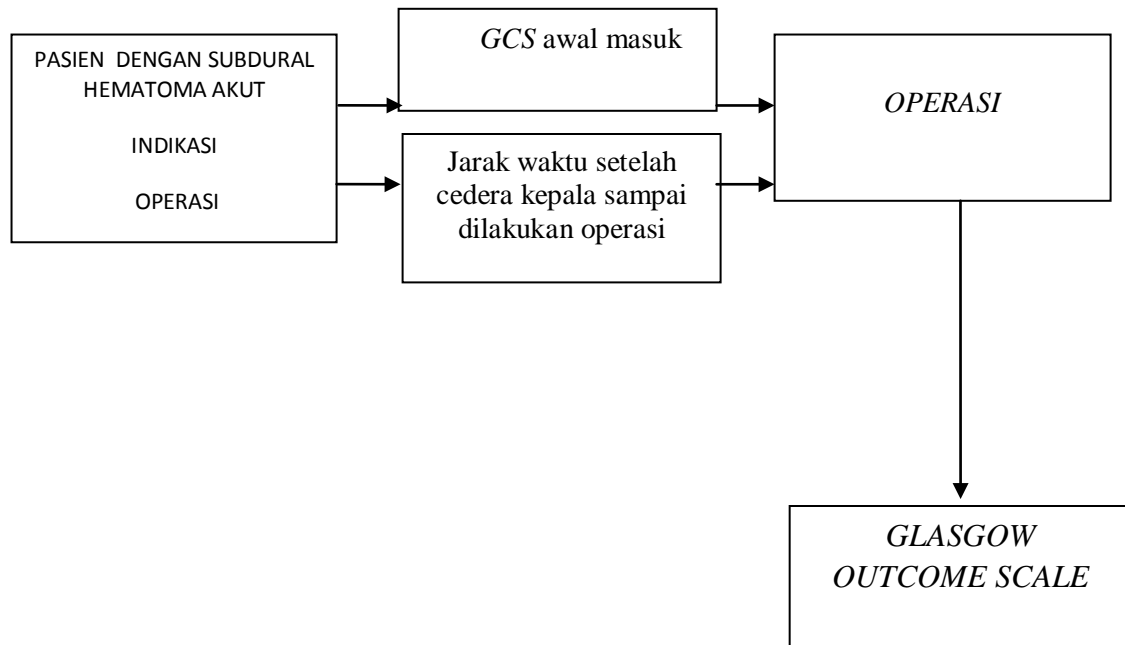 PASIEN DENGAN SUBDURAL
HEMATOMA AKUT
INDIKASI
OPERASI
GCS awal masuk
Jarak waktu setelah
cedera kepala sampai
dilakukan operasi
OPERASI
GLASGOW
OUTCOME SCALE